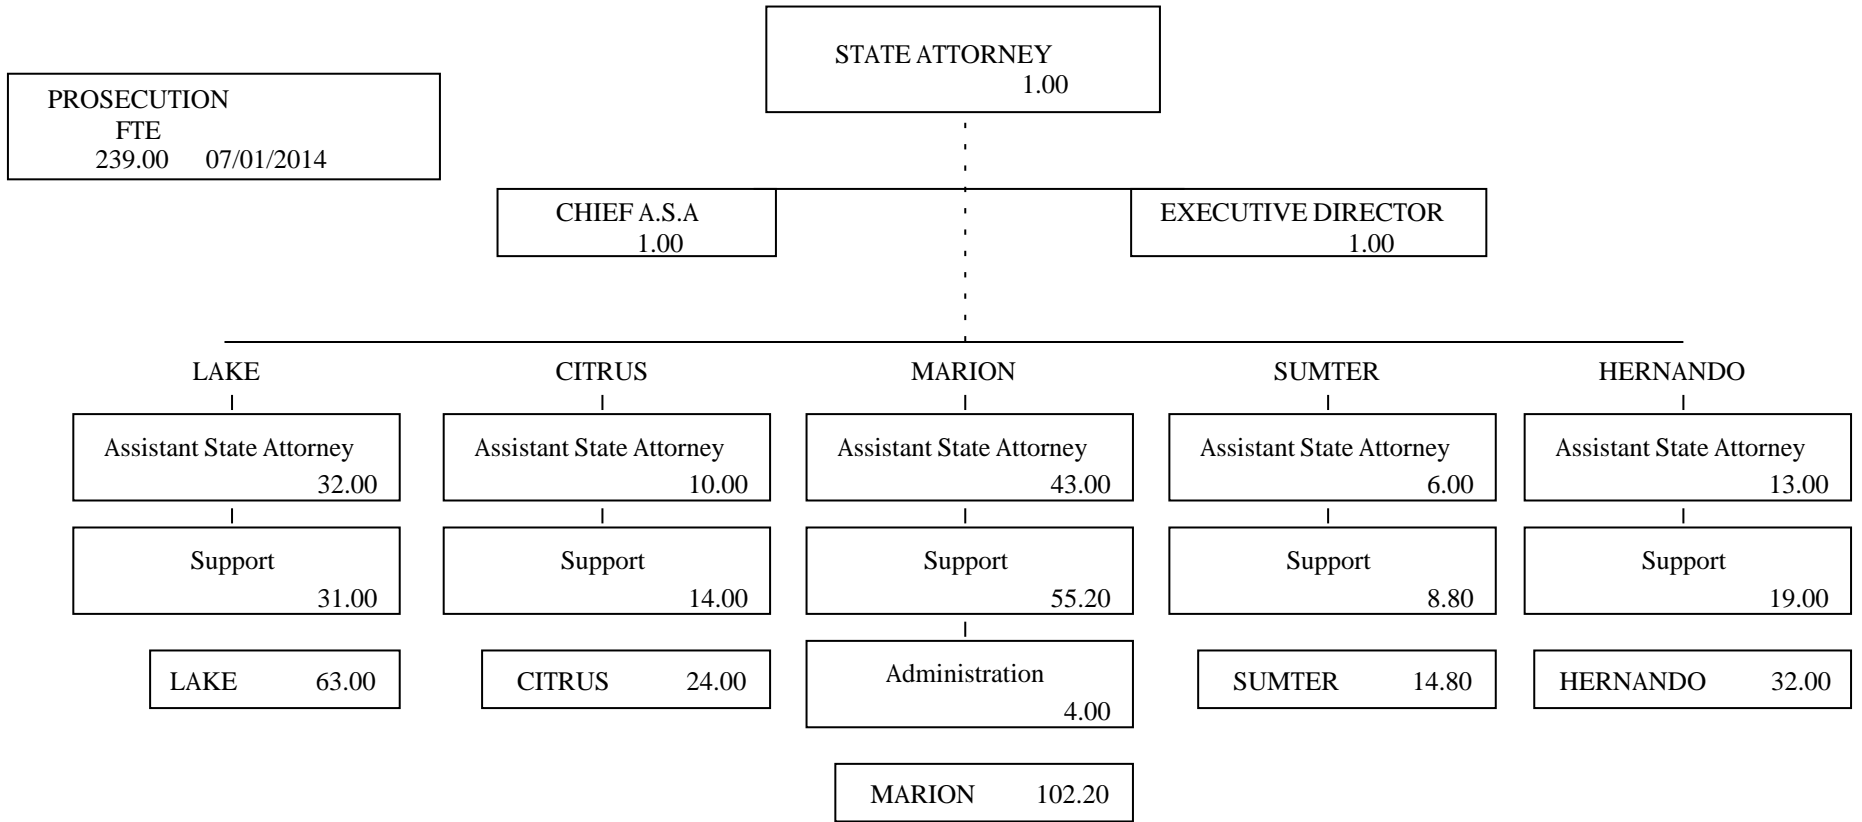 STATE ATTORNEY
1.00
PROSECUTION
FTE
239.00 07/01/2014
CHIEF A.S.A
1.00
EXECUTIVE DIRECTOR
1.00
LAKE
CITRUS
MARION
SUMTER
HERNANDO
Assistant State Attorney
32.00
Assistant State Attorney
10.00
Assistant State Attorney
43.00
Assistant State Attorney
6.00
Assistant State Attorney
13.00
Support
31.00
Support
14.00
Support
55.20
Support
8.80
Support
19.00
LAKE 63.00
CITRUS 24.00
Administration
4.00
SUMTER 14.80
HERNANDO 32.00
MARION 102.20